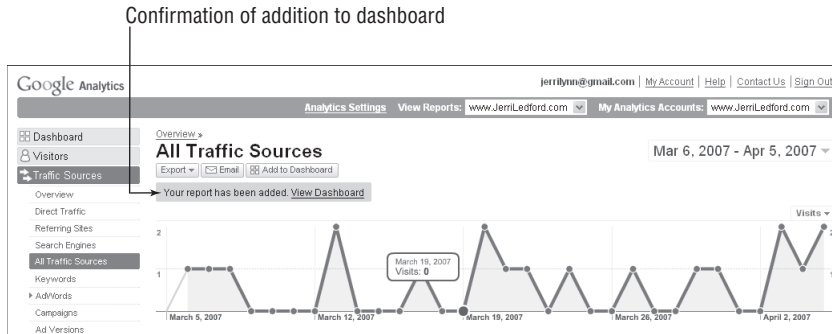 Confirmation of addition to dashboard
Google Analytics
jerrilynn@gmail.com | My Account | Help | Contact Us | Sign Out
Analytics Settings View Reports: www.JerriLedford.com My Analytics Accounts: www.JerriLedford.com
Dashboard
Visitors
Traffic Sources
Overview
Direct Traffic
Referring Sites
Search Engines
All Traffic Sources
Keywords
AdWords
Campaigns
Ad Versions
Overview »
All Traffic Sources
Mar 6, 2007 - Apr 5, 2007
Export Email Add to Dashboard
Your report has been added. View Dashboard
Visits
2
2
1
1
March 19, 2007
Visits: 0
March 5, 2007 March 12, 2007 March 19, 2007 March 26, 2007 April 2, 2007